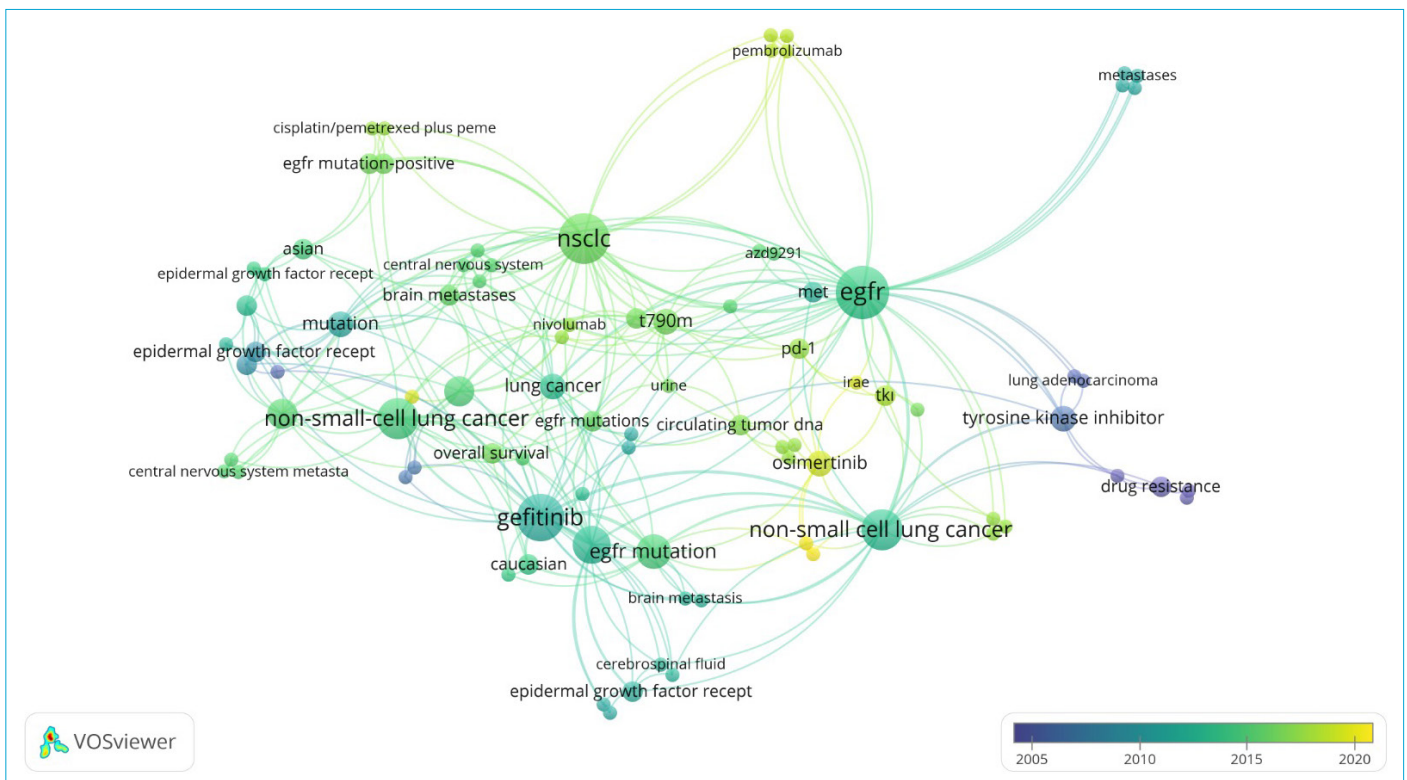 pembrolizumab
metastases
cisplatin/pemetrexed plus peme
egfr mutation-positive
nsclc
asian
azd9291
central nervous system
epidermal growth factor recept
met
egfr
brain metastases
mutation
nivolumab
t790m
pd-1
epidermal growth factor recept
lung cancer
urine
irae
tki
lung adenocarcinoma
non-small-cell lung cancer
egfr mutations
circulating tumor dna
tyrosine kinase inhibitor
overall survival
osimertinib
central nervous system metasta
drug resistance
gefitinib
non-small cell lung cancer
egfr mutation
caucasian
brain metastasis
cerebrospinal fluid
epidermal growth factor recept
VOSviewer
2005 2010 2015 2020